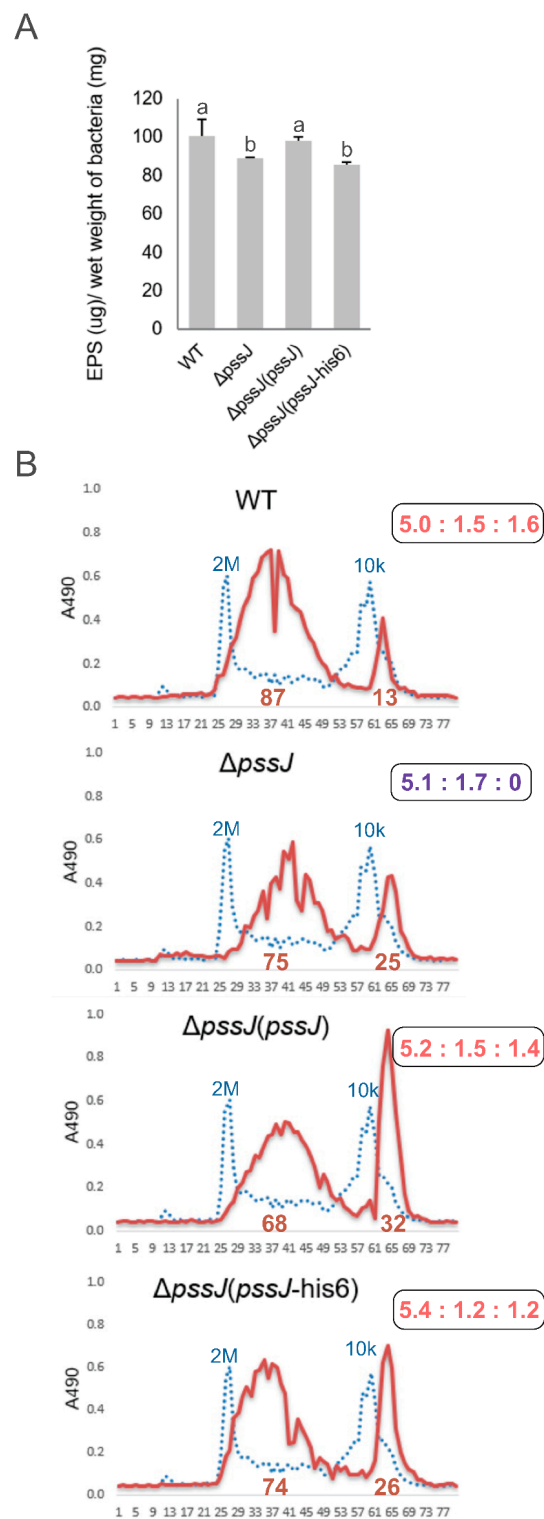 A
EPS (ug)/ wet weight of bacteria (mg)
120
100
80
60
40
20
0
a
b
a
b
WT
ΔpssJ
ΔpssJ(pssJ)
ΔpssJ(pssJ-his6)
B
WT
5.0 : 1.5 : 1.6
A490
1.0
0.8
0.6
0.4
0.2
0.0
2M
10k
87
13
1 5 9 13 17 21 25 29 33 37 41 45 49 53 57 61 65 69 73 77
ΔpssJ
5.1 : 1.7 : 0
A490
1.0
0.8
0.6
0.4
0.2
0.0
2M
10k
75
25
1 5 9 13 17 21 25 29 33 37 41 45 49 53 57 61 65 69 73 77
ΔpssJ(pssJ)
5.2 : 1.5 : 1.4
A490
1.0
0.8
0.6
0.4
0.2
0.0
2M
10k
68
32
1 5 9 13 17 21 25 29 33 37 41 45 49 53 57 61 65 69 73 77
ΔpssJ(pssJ-his6)
5.4 : 1.2 : 1.2
A490
1.0
0.8
0.6
0.4
0.2
0.0
2M
10k
74
26
1 5 9 13 17 21 25 29 33 37 41 45 49 53 57 61 65 69 73 77